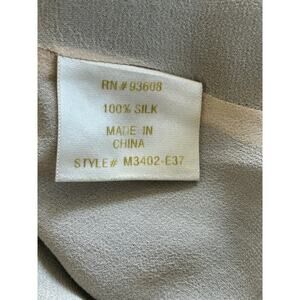 RN # 93608
100% SILK
MADE IN
CHINA
STYLE# M3402-E37